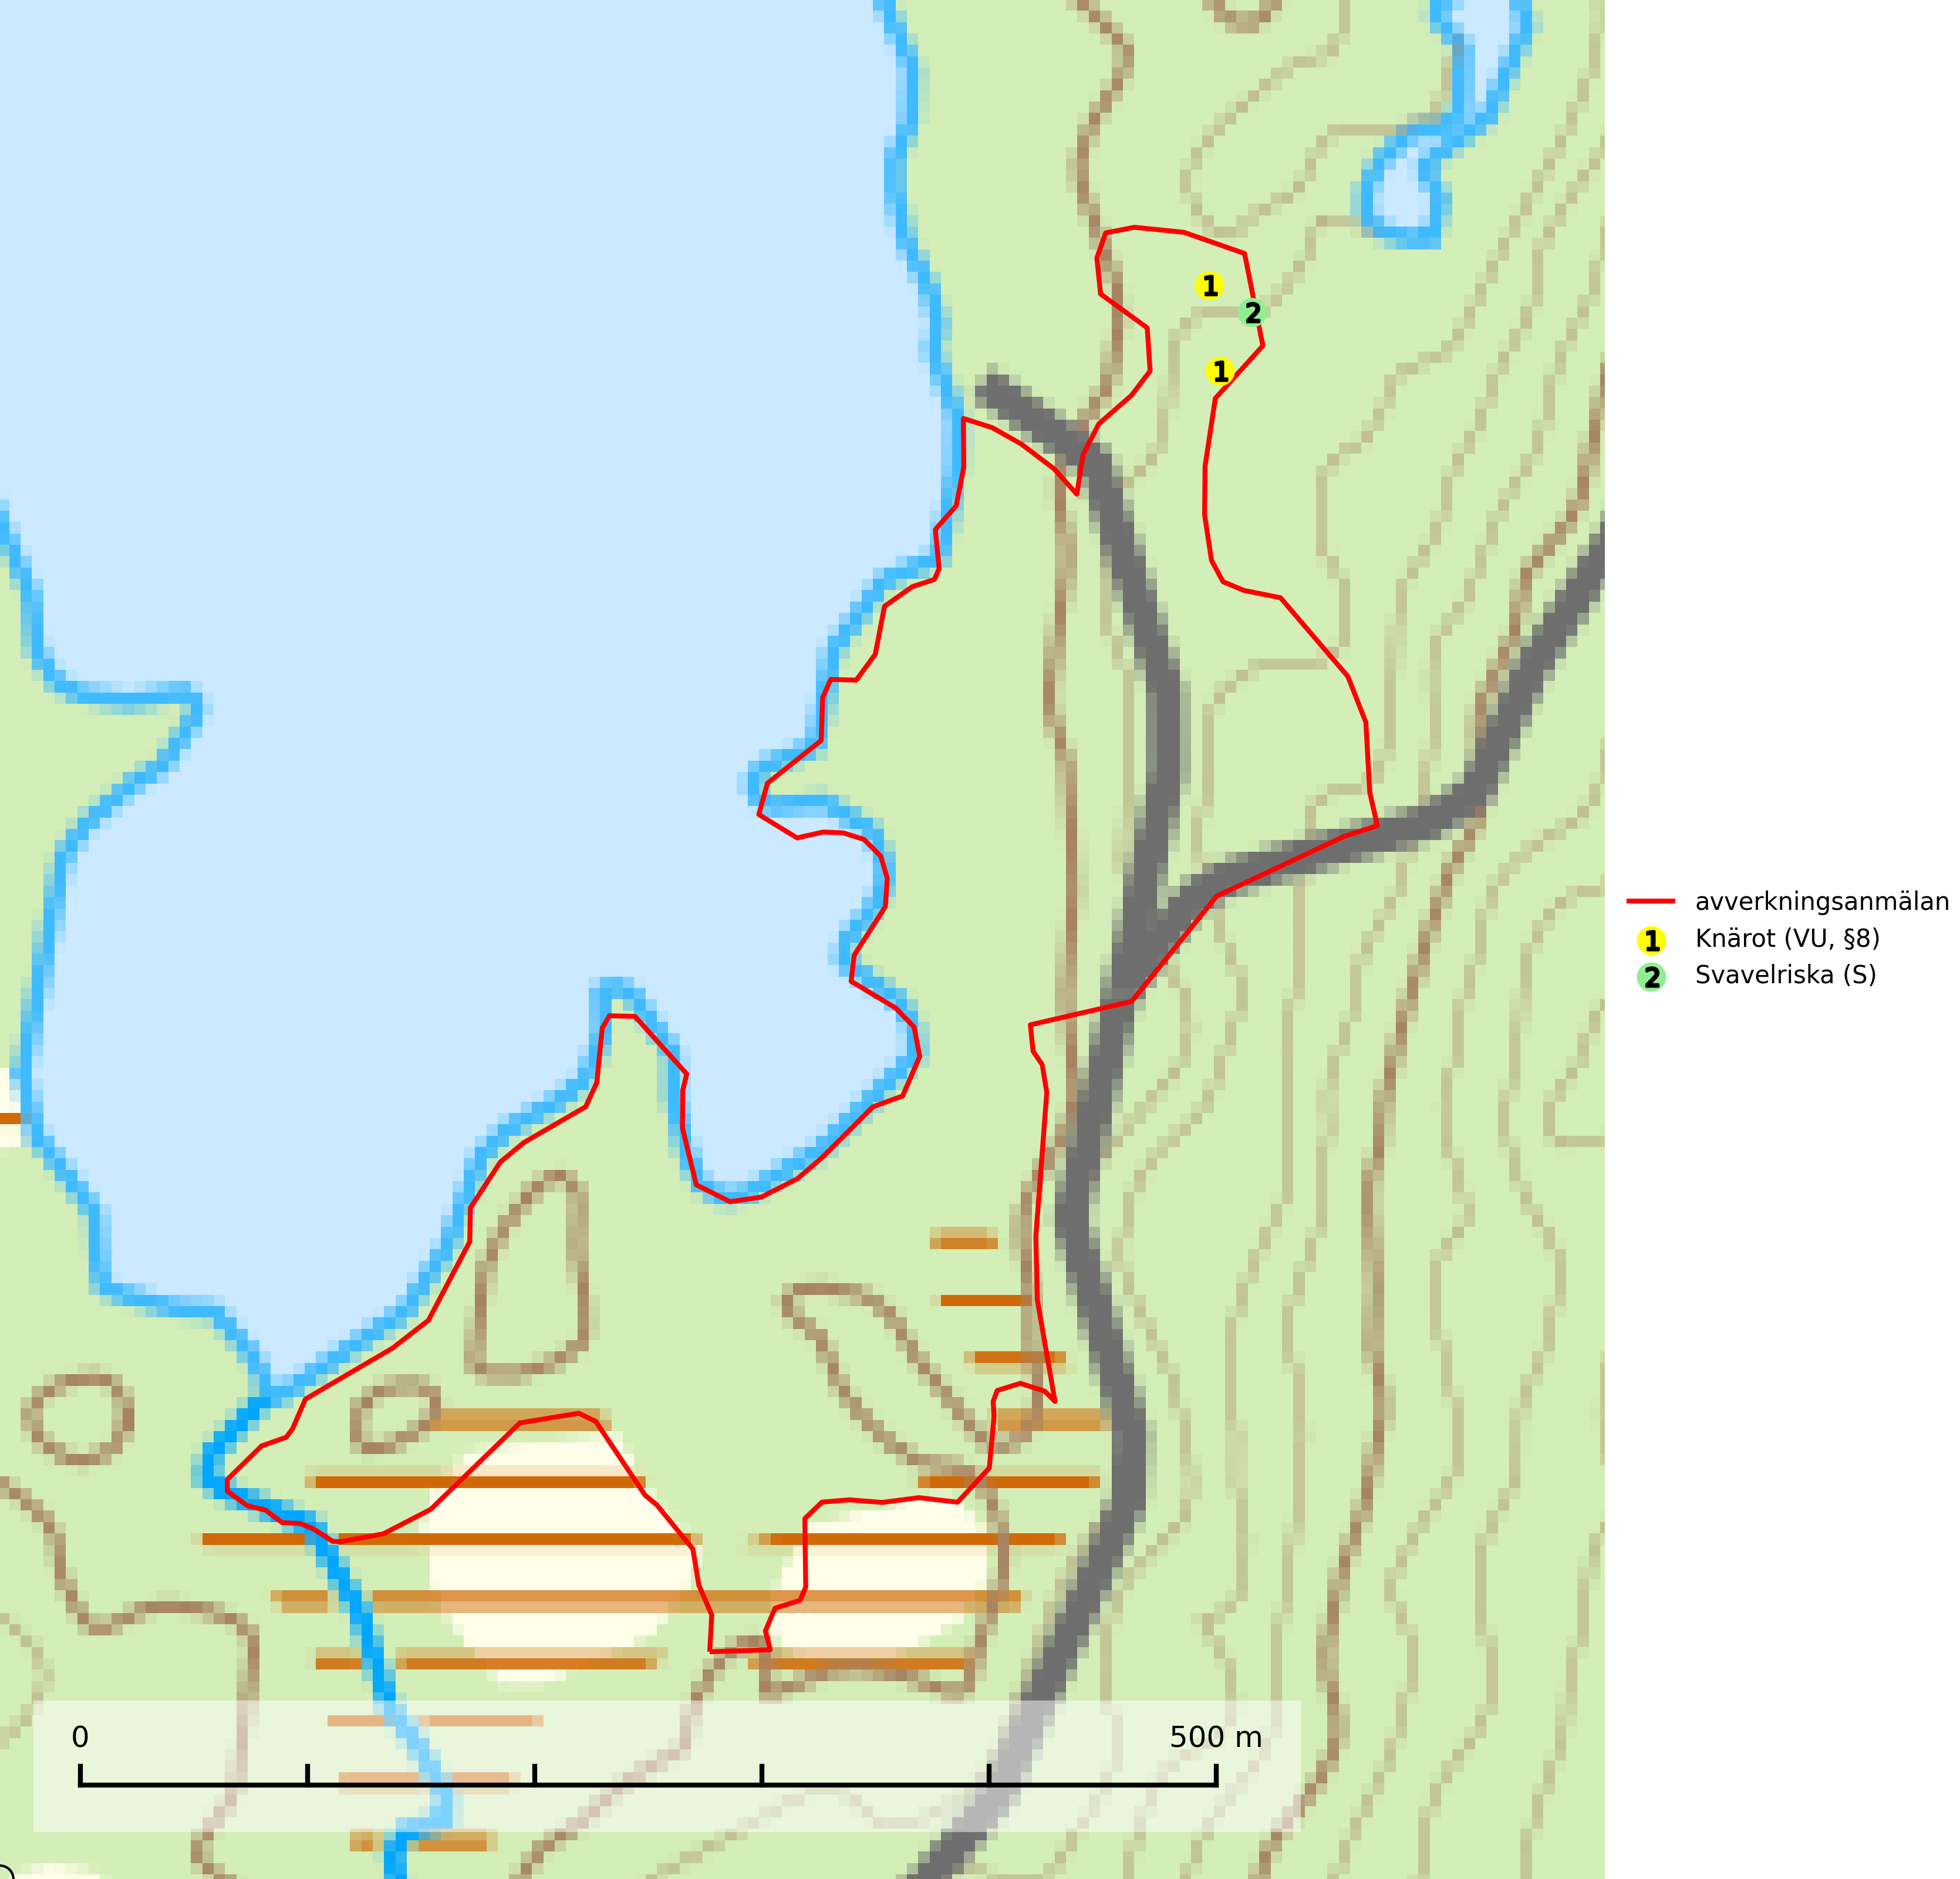 1
2
1
avverkningsanmälan
1 Knärot (VU, §8)
2 Svavelriska (S)
0 500 m